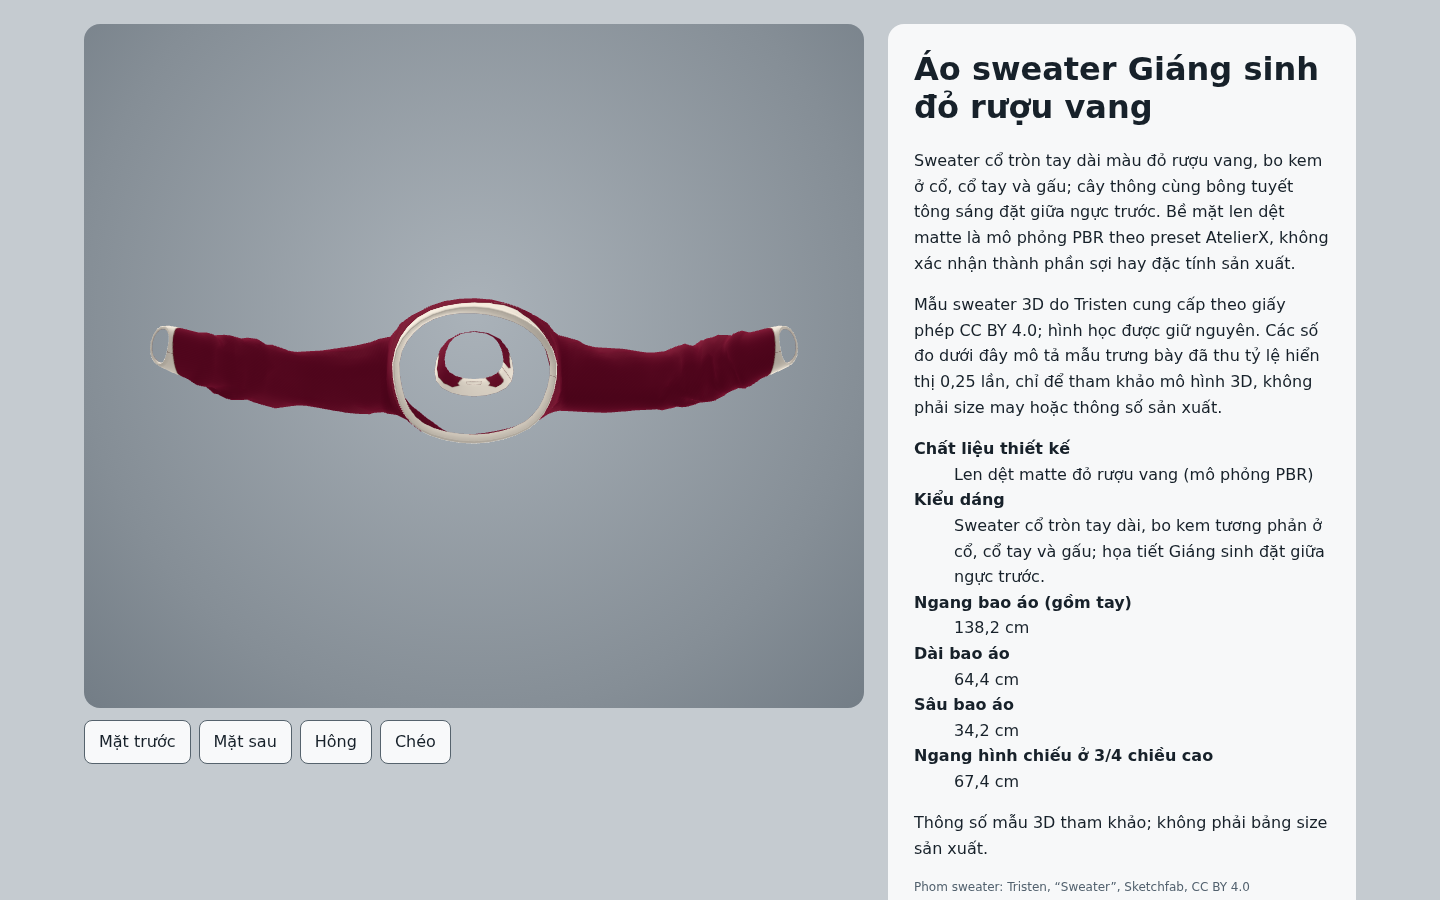 Áo sweater Giáng sinh
đỏ rượu vang
Sweater cổ tròn tay dài màu đỏ rượu vang, bo kem
ở cổ, cổ tay và gấu; cây thông cùng bông tuyết
tông sáng đặt giữa ngực trước. Bề mặt len dệt
matte là mô phỏng PBR theo preset AtelierX, không
xác nhận thành phần sợi hay đặc tính sản xuất.
Mẫu sweater 3D do Tristen cung cấp theo giấy
phép CC BY 4.0; hình học được giữ nguyên. Các số
đo dưới đây mô tả mẫu trưng bày đã thu tỷ lệ hiển
thị 0,25 lần, chỉ để tham khảo mô hình 3D, không
phải size may hoặc thông số sản xuất.
Chất liệu thiết kế
Len dệt matte đỏ rượu vang (mô phỏng PBR)
Kiểu dáng
Sweater cổ tròn tay dài, bo kem tương phản ở
cổ, cổ tay và gấu; họa tiết Giáng sinh đặt giữa
ngực trước.
Ngang bao áo (gồm tay)
138,2 cm
Dài bao áo
64,4 cm
Sâu bao áo
34,2 cm
Ngang hình chiếu ở 3/4 chiều cao
67,4 cm
Thông số mẫu 3D tham khảo; không phải bảng size
sản xuất.
Phom sweater: Tristen, “Sweater”, Sketchfab, CC BY 4.0
Mặt trước
Mặt sau
Hông
Chéo